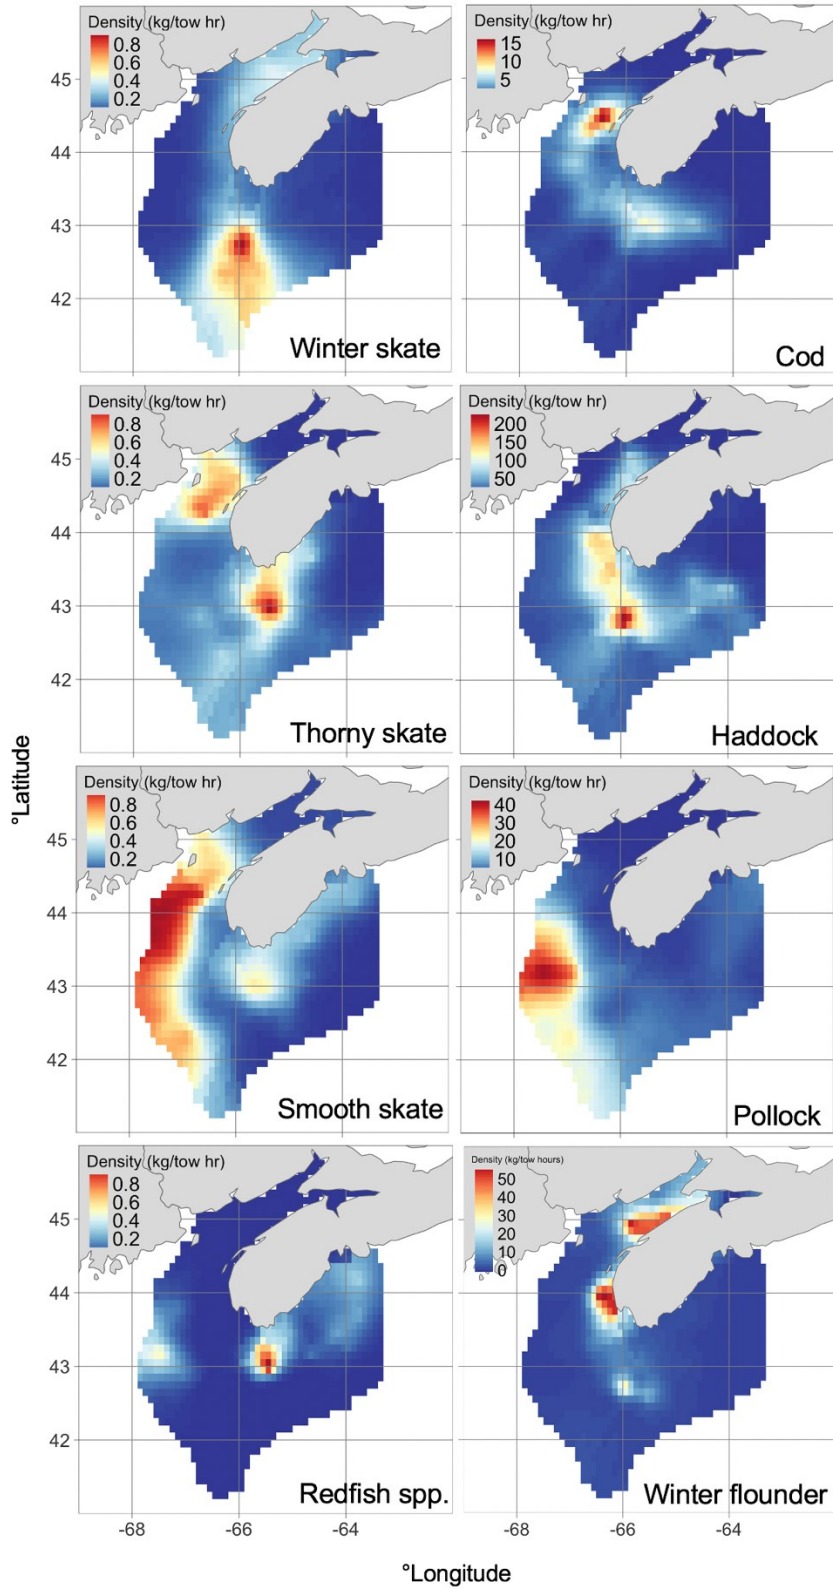 Density (kg/tow hr)
0.8
0.6
0.4
0.2
45
44
43
42
Winter skate
Density (kg/tow hr)
15
10
5
Cod
Density (kg/tow hr)
0.8
0.6
0.4
0.2
45
44
43
42
Thorny skate
Density (kg/tow hr)
200
150
100
50
Haddock
°Latitude
Density (kg/tow hr)
0.8
0.6
0.4
0.2
45
44
43
42
Smooth skate
Density (kg/tow hr)
40
30
20
10
Pollock
Density (kg/tow hr)
0.8
0.6
0.4
0.2
45
44
43
42
Redfish spp.
Density (kg/tow hours)
50
40
30
20
10
0
Winter flounder
-68 -66 -64 -68 -66 -64
°Longitude